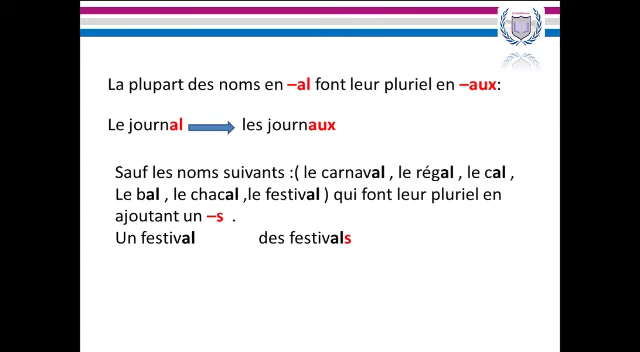 La plupart des noms en –al font leur pluriel en –aux:
Le journal les journaux
Sauf les noms suivants :( le carnaval , le régal , le cal ,
Le bal , le chacal ,le festival ) qui font leur pluriel en
ajoutant un –s .
Un festival des festivals